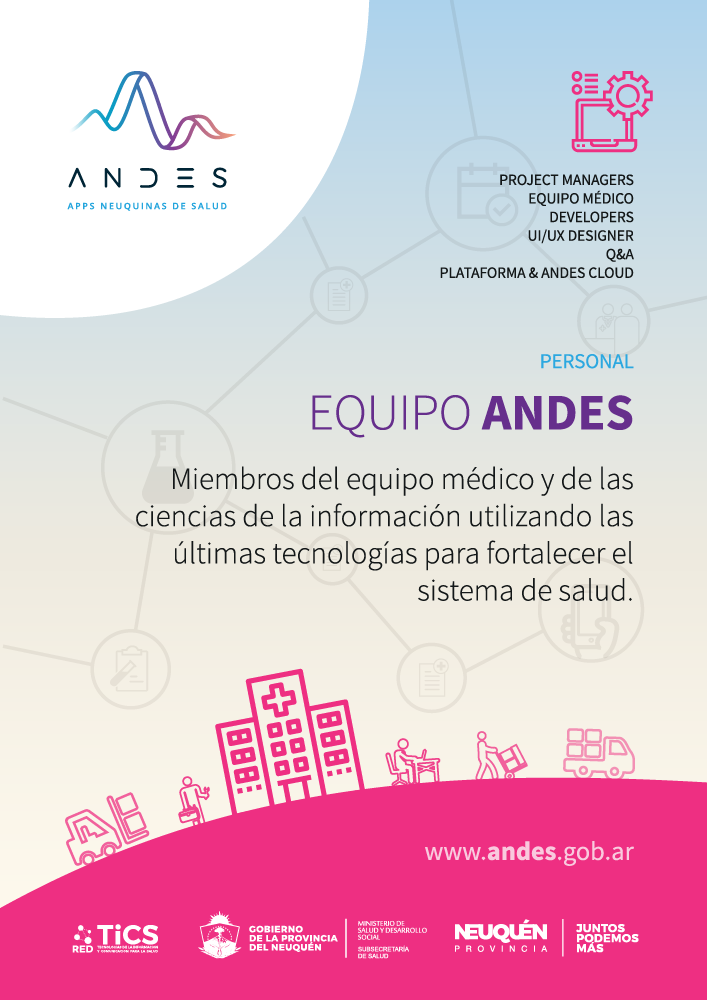 ANDES
APPS NEUQUINAS DE SALUD
PROJECT MANAGERS
EQUIPO MÉDICO
DEVELOPERS
UI/UX DESIGNER
Q&A
PLATAFORMA & ANDES CLOUD
PERSONAL
EQUIPO ANDES
Miembros del equipo médico y de las
ciencias de la información utilizando las
últimas tecnologías para fortalecer el
sistema de salud.
www.andes.gob.ar
RED TiCS
TECNOLOGÍAS DE LA INFORMACIÓN
Y COMUNICACIÓN PARA LA SALUD
GOBIERNO
DE LA PROVINCIA
DEL NEUQUÉN
MINISTERIO DE
SALUD Y DESARROLLO
SOCIAL
SUBSECRETARÍA
DE SALUD
NEUQUÉN
PROVINCIA
JUNTOS
PODEMOS
MÁS